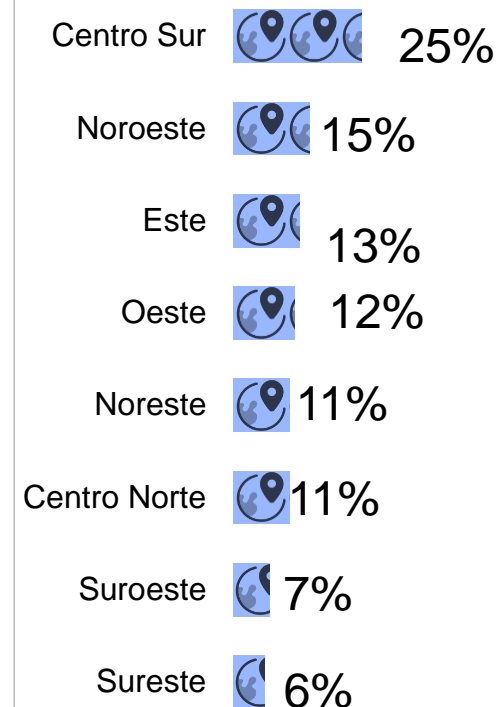 Centro Sur 25%
Noroeste 15%
Este 13%
Oeste 12%
Noreste 11%
Centro Norte 11%
Suroeste 7%
Sureste 6%